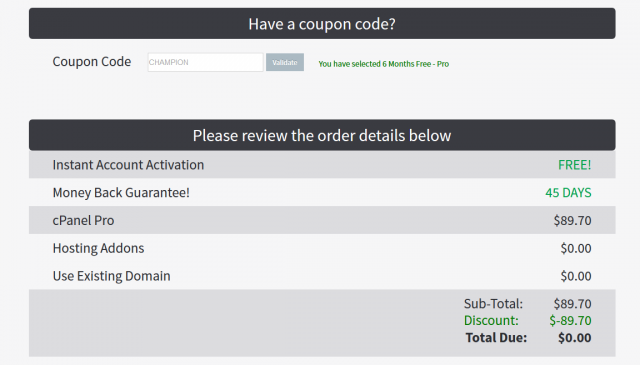 Have a coupon code?
Coupon Code CHAMPION Validate You have selected 6 Months Free - Pro
Please review the order details below
Instant Account Activation FREE!
Money Back Guarantee! 45 DAYS
cPanel Pro $89.70
Hosting Addons $0.00
Use Existing Domain $0.00
Sub-Total: $89.70
Discount: $-89.70
Total Due: $0.00